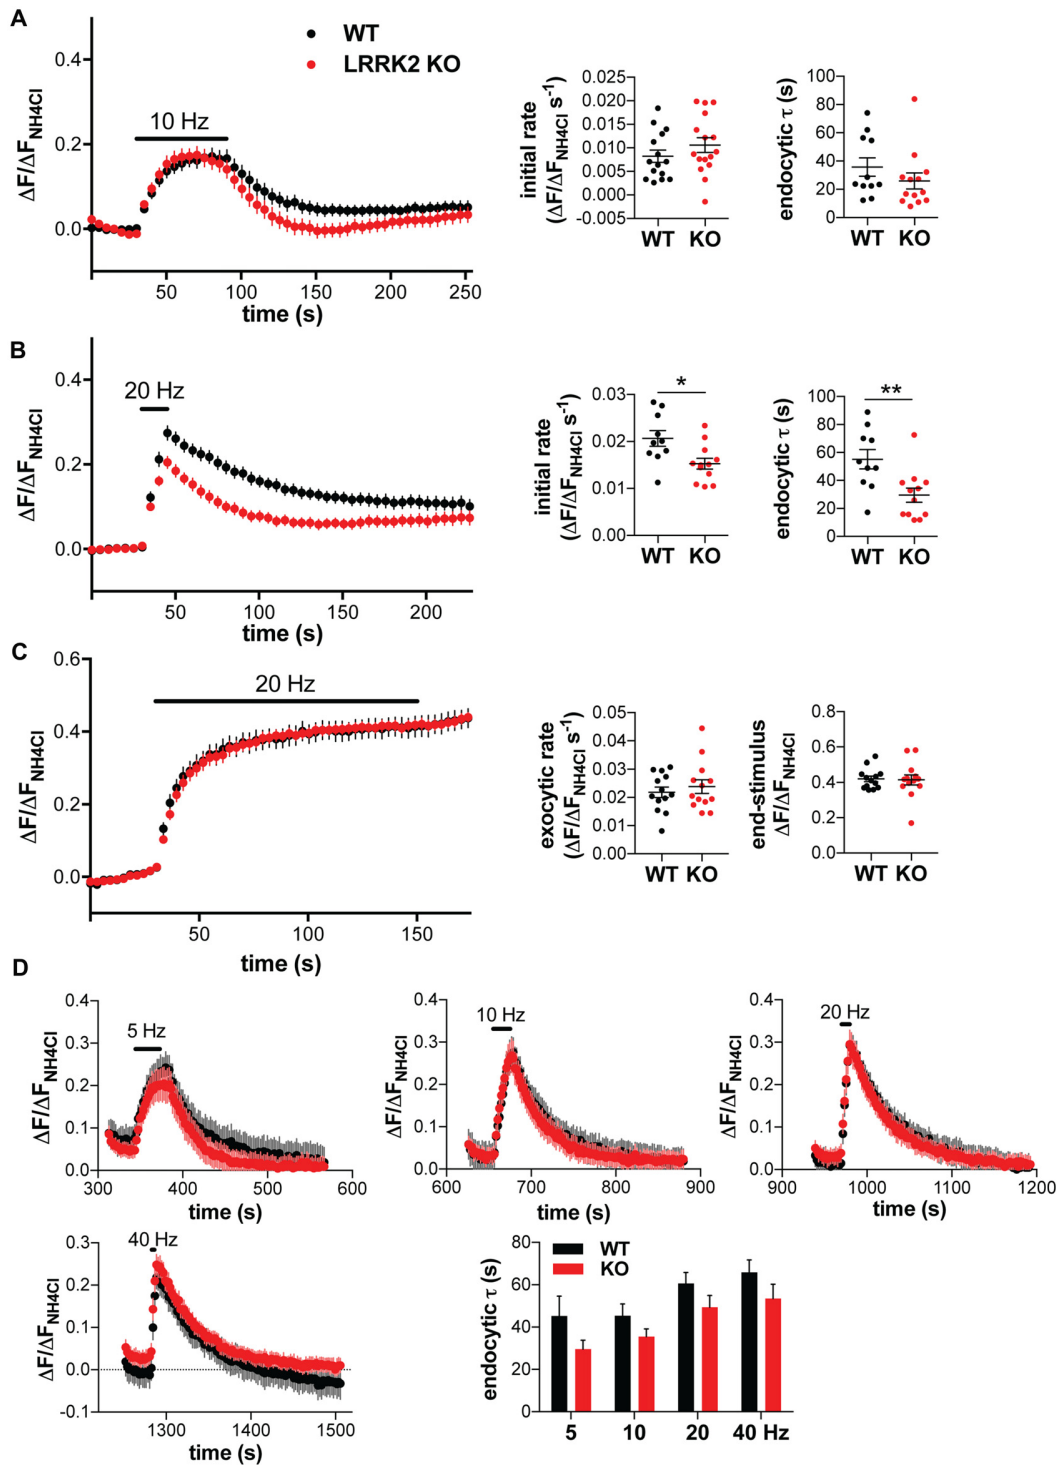 A
WT
LRRK2 KO
10 Hz
0.4
0.2
0.0
ΔF/ΔF_NH4Cl
50 100 150 200 250
time (s)
initial rate
(ΔF/ΔF_NH4Cl s⁻¹)
0.025
0.020
0.015
0.010
0.005
0.000
-0.005
WT KO
endocytic τ (s)
100
80
60
40
20
0
WT KO
B
20 Hz
0.4
0.2
0.0
ΔF/ΔF_NH4Cl
50 100 150 200
time (s)
initial rate
(ΔF/ΔF_NH4Cl s⁻¹)
*
0.03
0.02
0.01
0.00
WT KO
endocytic τ (s)
**
100
80
60
40
20
0
WT KO
C
20 Hz
0.6
0.4
0.2
0.0
ΔF/ΔF_NH4Cl
50 100 150
time (s)
exocytic rate
(ΔF/ΔF_NH4Cl s⁻¹)
0.05
0.04
0.03
0.02
0.01
0.00
WT KO
end-stimulus
ΔF/ΔF_NH4Cl
0.8
0.6
0.4
0.2
0.0
WT KO
D
5 Hz
0.4
0.3
0.2
0.1
0.0
ΔF/ΔF_NH4Cl
300 400 500 600
time (s)
10 Hz
0.4
0.3
0.2
0.1
0.0
ΔF/ΔF_NH4Cl
600 700 800 900
time (s)
20 Hz
0.4
0.3
0.2
0.1
0.0
ΔF/ΔF_NH4Cl
900 1000 1100 1200
time (s)
40 Hz
0.3
0.2
0.1
0.0
-0.1
ΔF/ΔF_NH4Cl
1300 1400 1500
time (s)
WT
KO
80
60
40
20
0
endocytic τ (s)
5 10 20 40 Hz